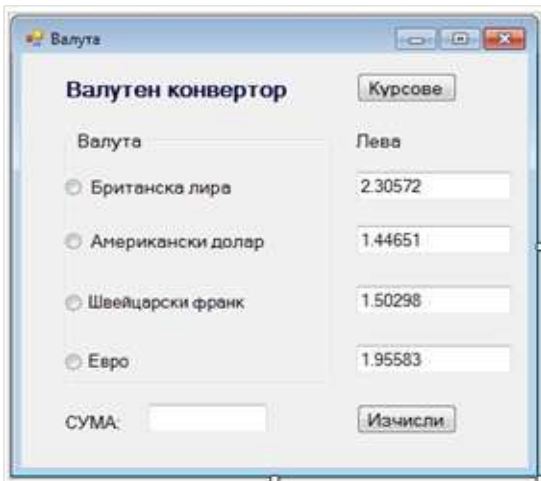 Валута
Валутен конвертор Курсове
Валута Лева
Британска лира 2.30572
Американски долар 1.44651
Швейцарски франк 1.50298
Евро 1.95583
СУМА: Изчисли